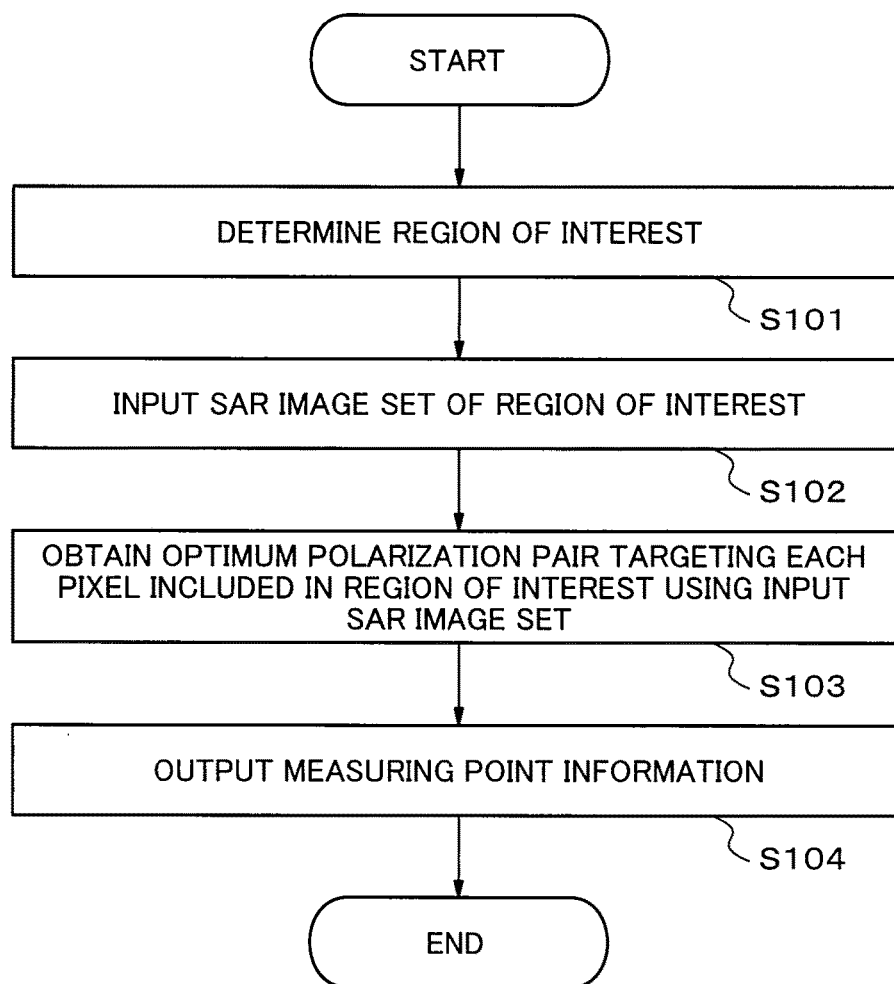 START
DETERMINE REGION OF INTEREST
S101
INPUT SAR IMAGE SET OF REGION OF INTEREST
S102
OBTAIN OPTIMUM POLARIZATION PAIR TARGETING EACH
PIXEL INCLUDED IN REGION OF INTEREST USING INPUT
SAR IMAGE SET
S103
OUTPUT MEASURING POINT INFORMATION
S104
END